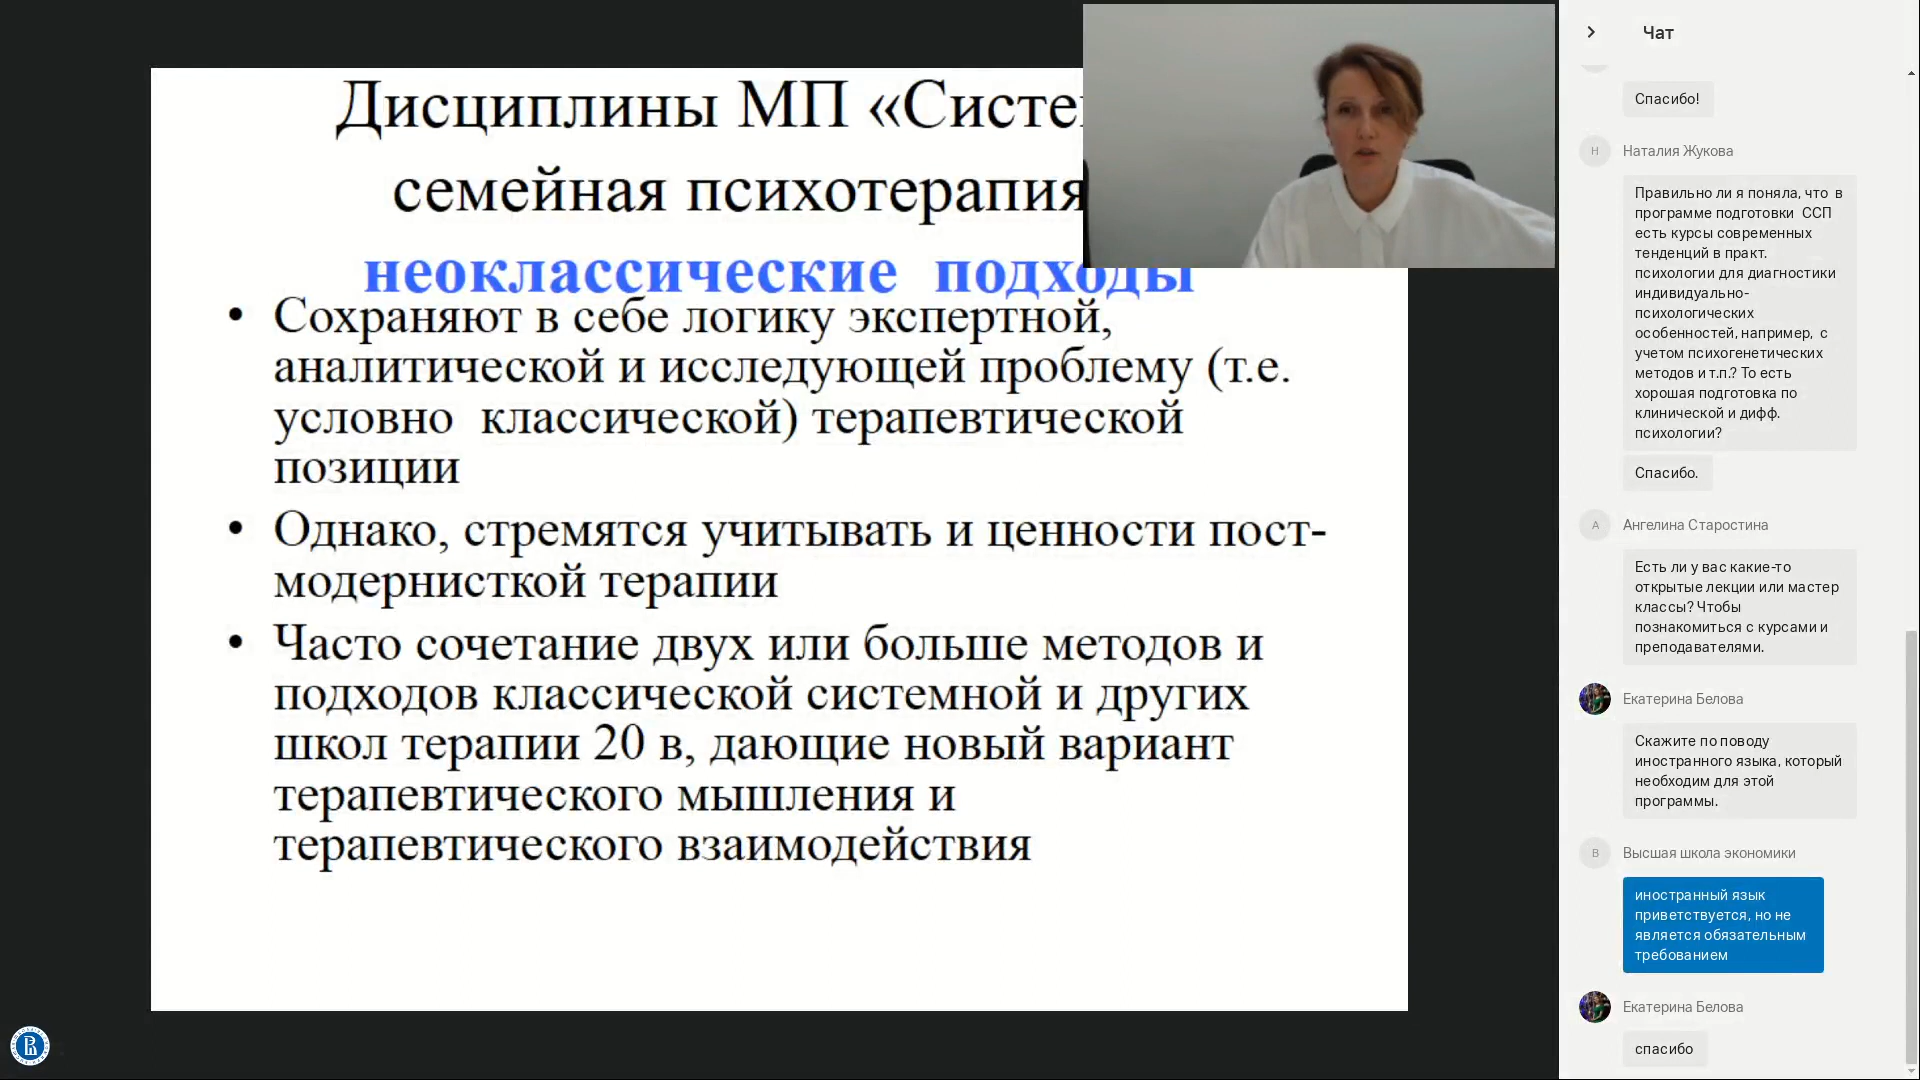 Дисциплины МП «Систе
семейная психотерапия
неоклассические подходы
• Сохраняют в себе логику экспертной,
аналитической и исследующей проблему (т.е.
условно классической) терапевтической
позиции
• Однако, стремятся учитывать и ценности пост-
модернисткой терапии
• Часто сочетание двух или больше методов и
подходов классической системной и других
школ терапии 20 в, дающие новый вариант
терапевтического мышления и
терапевтического взаимодействия
Чат
Спасибо!
Н
Наталия Жукова
Правильно ли я поняла, что в
программе подготовки ССП
есть курсы современных
тенденций в практ.
психологии для диагностики
индивидуально-
психологических
особенностей, например, с
учетом психогенетических
методов и т.п.? То есть
хорошая подготовка по
клинической и дифф.
психологии?
Спасибо.
А
Ангелина Старостина
Есть ли у вас какие-то
открытые лекции или мастер
классы? Чтобы
познакомиться с курсами и
преподавателями.
Екатерина Белова
Скажите по поводу
иностранного языка, который
необходим для этой
программы.
В
Высшая школа экономики
иностранный язык
приветствуется, но не
является обязательным
требованием
Екатерина Белова
спасибо